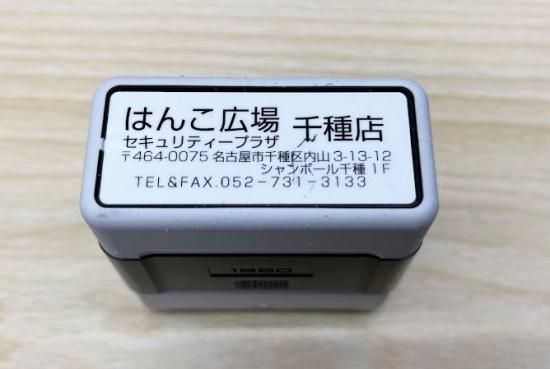 はんこ広場 千種店
セキュリティープラザ
〒464-0075 名古屋市千種区内山 3-13-12
シャンボール千種 1F
TEL&FAX.052-731-3133
1860